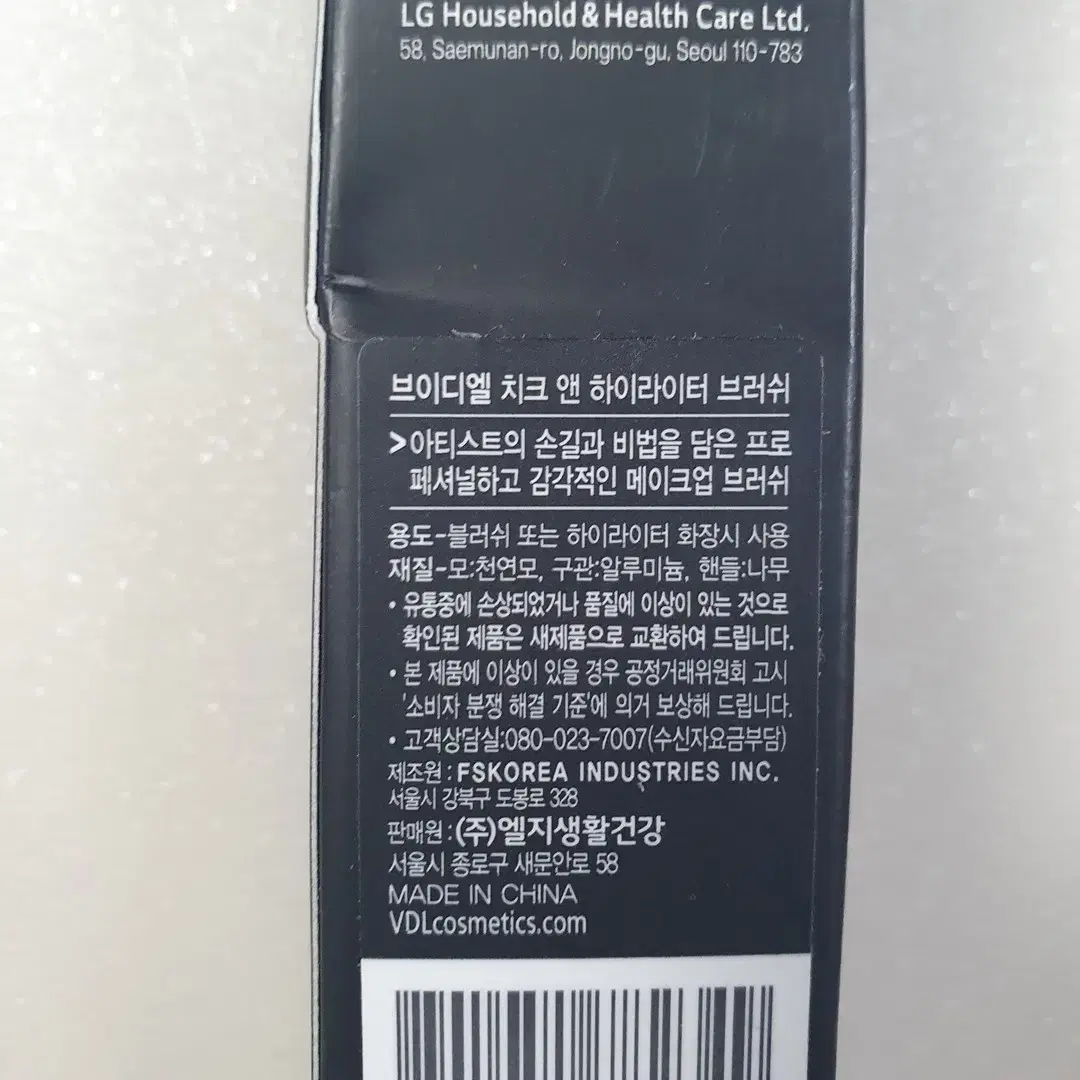 LG Household & Health Care Ltd.
58, Saemunan-ro, Jongno-gu, Seoul 110-783
브이디엘 치크 앤 하이라이터 브러쉬
>아티스트의 손길과 비법을 담은 프로
페셔널하고 감각적인 메이크업 브러쉬
용도-블러쉬 또는 하이라이터 화장시 사용
재질-모:천연모, 구관:알루미늄, 핸들:나무
• 유통중에 손상되었거나 품질에 이상이 있는 것으로
확인된 제품은 새제품으로 교환하여 드립니다.
• 본 제품에 이상이 있을 경우 공정거래위원회 고시
'소비자 분쟁 해결 기준'에 의거 보상해 드립니다.
• 고객상담실:080-023-7007(수신자요금부담)
제조원 : FSKOREA INDUSTRIES INC.
서울시 강북구 도봉로 328
판매원 : (주)엘지생활건강
서울시 종로구 새문안로 58
MADE IN CHINA
VDLcosmetics.com